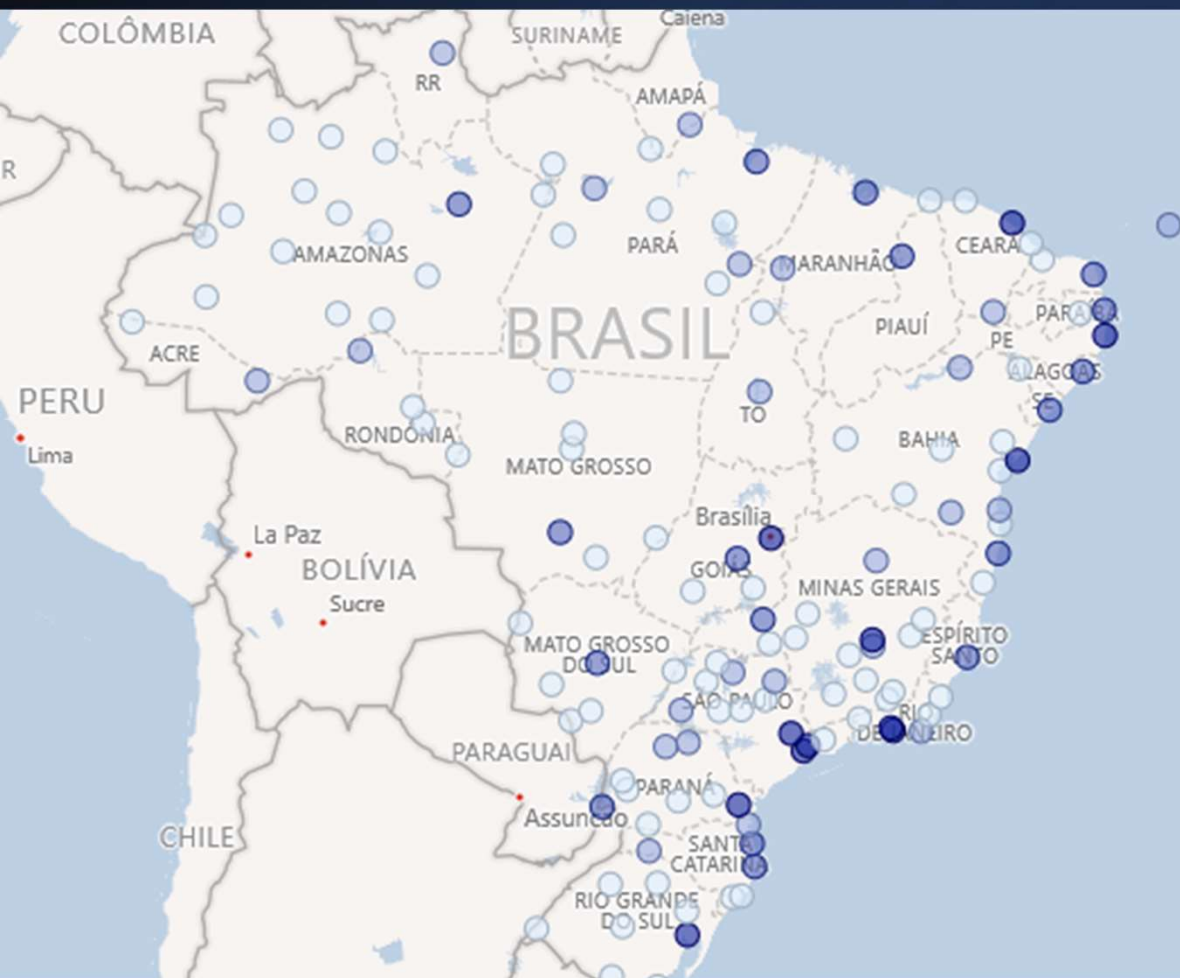 Caiena
COLÔMBIA
SURINAME
RR
AMAPÁ
R
AMAZONAS
PARÁ
MARANHÃO
CEARÁ
BRASIL
PIAUÍ
PARAÍBA
ACRE
PE
PERU
ALAGOAS
TO
SE
RONDÔNIA
BAHIA
Lima
MATO GROSSO
Brasília
La Paz
BOLÍVIA
GOIÁS
MINAS GERAIS
Sucre
MATO GROSSO
DO SUL
ESPÍRITO
SANTO
SÃO PAULO
RIO
DE JANEIRO
PARAGUAI
PARANÁ
Assunção
CHILE
SANTA
CATARINA
RIO GRANDE
DO SUL